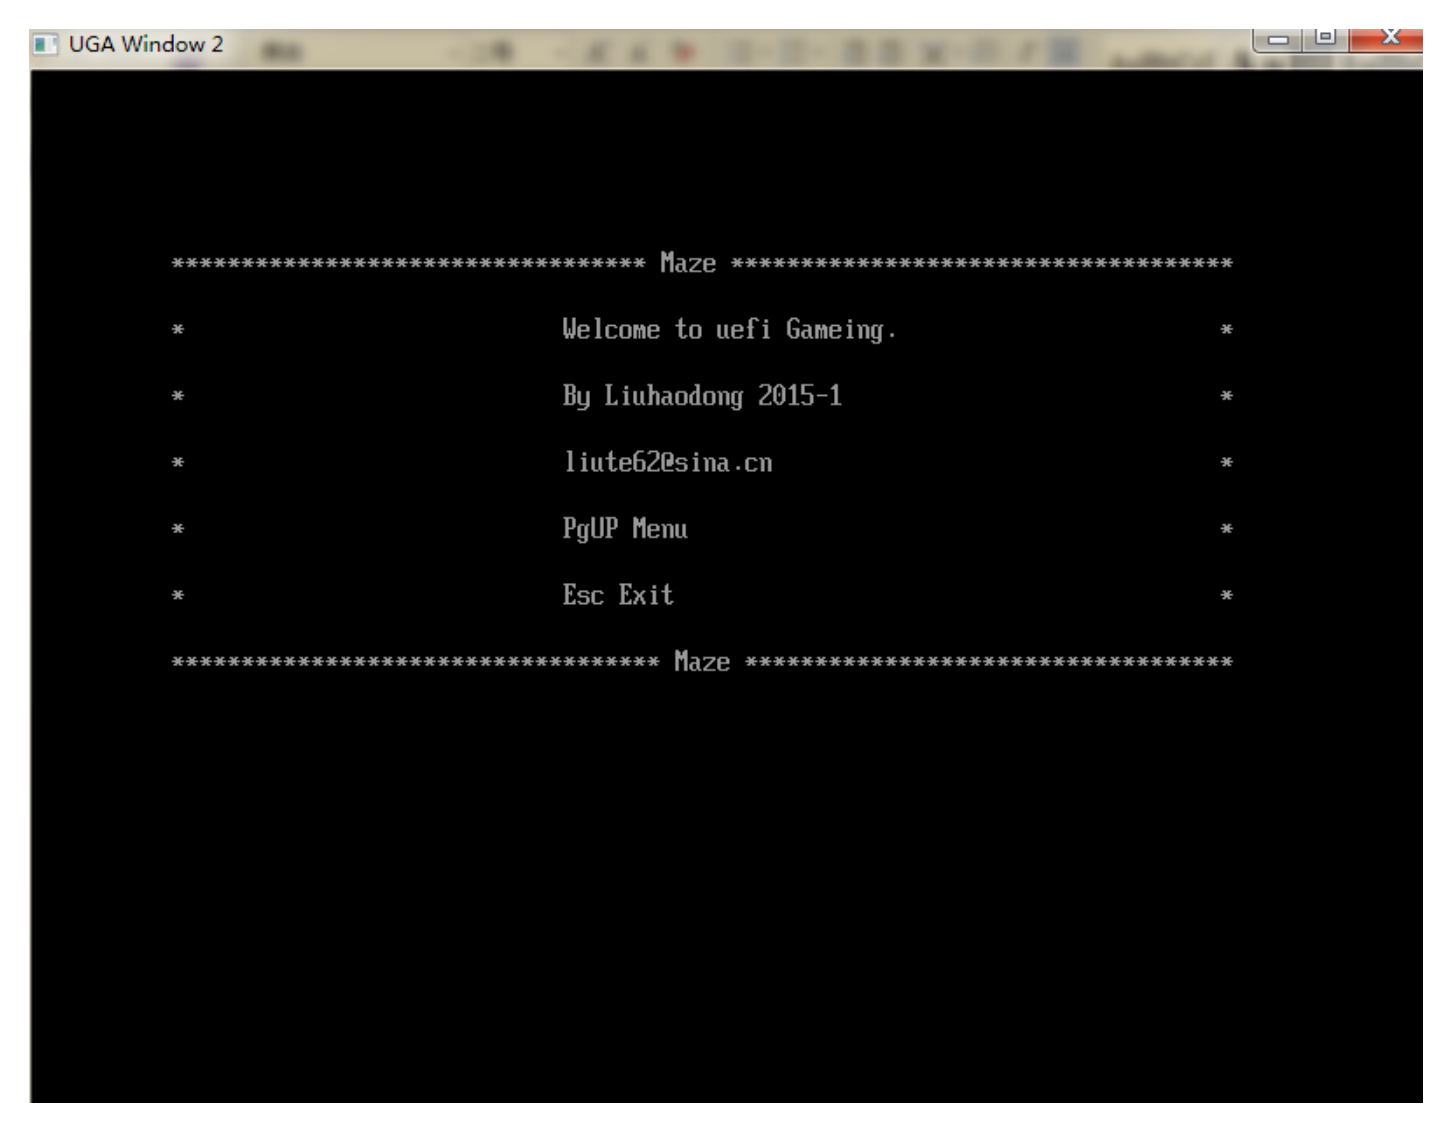 UGA Window 2
********************************** Maze ************************************
* Welcome to uefi Gameing. *
* By Liuhaodong 2015-1 *
* liute62@sina.cn *
* PgUP Menu *
* Esc Exit *
*********************************** Maze ***********************************